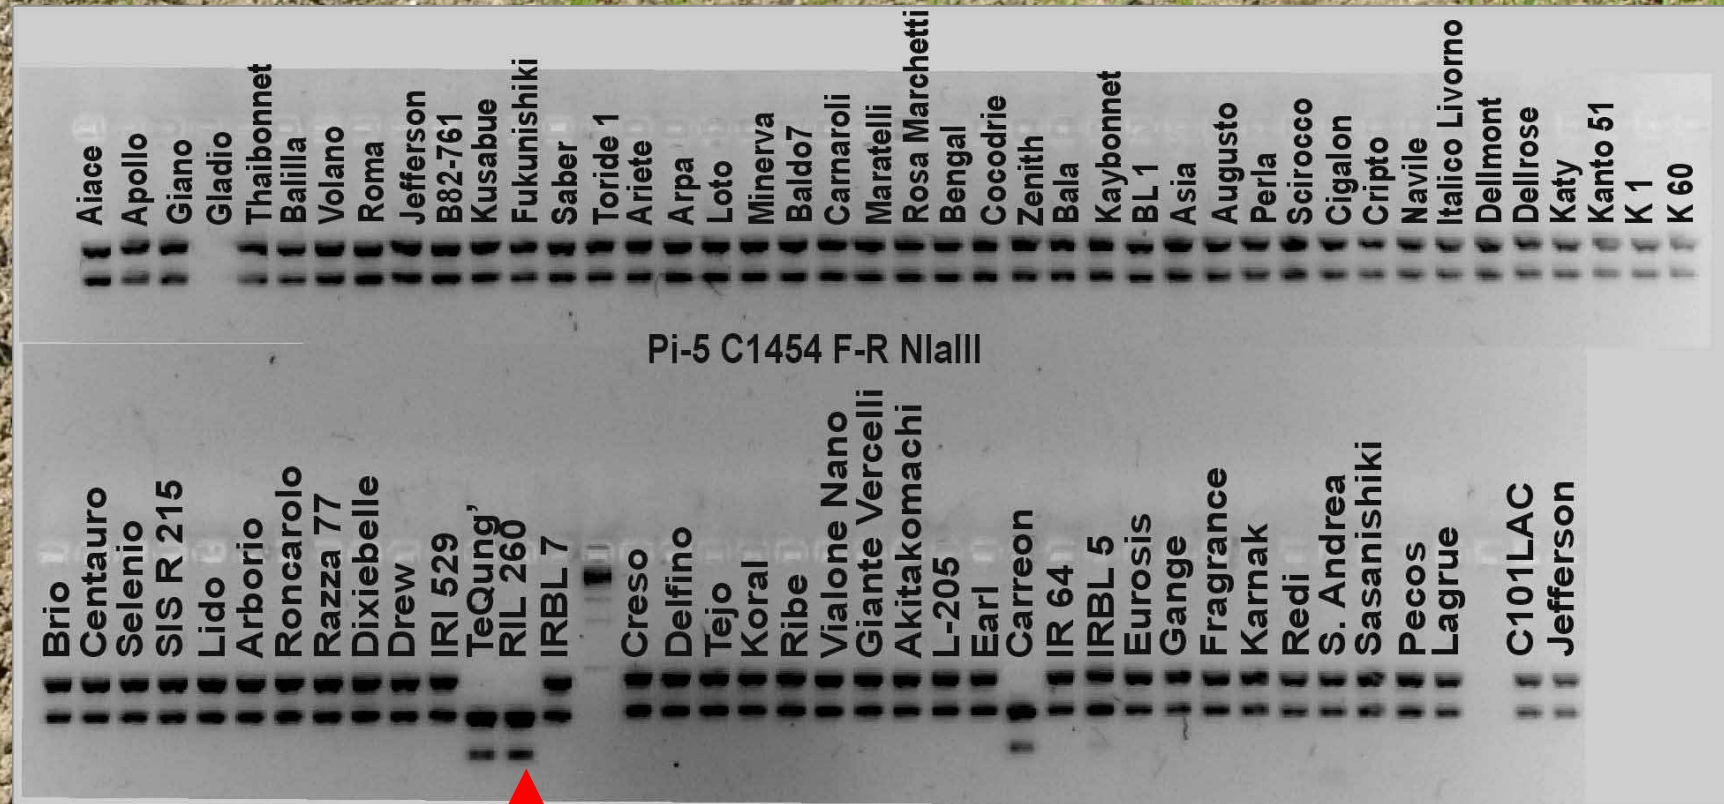 Aiace
Apollo
Giano
Gladio
Thaibonnet
Balilla
Volano
Roma
Jefferson
B82-761
Kusabue
Fukunishiki
Saber
Toride 1
Ariete
Arpa
Loto
Minerva
Baldo7
Carnaroli
Maratelli
Rosa Marchetti
Bengal
Cocodrie
Zenith
Bala
Kaybonnet
BL 1
Asia
Augusto
Perla
Scirocco
Cigalon
Cripto
Navile
Italico Livorno
Dellmont
Dellrose
Katy
Kanto 51
K 1
K 60
Pi-5 C1454 F-R NlaIII
Brio
Centauro
Selenio
SIS R 215
Lido
Arborio
Roncarolo
Razza 77
Dixiebelle
Drew
IRI 529
TeQung’
RIL 260
IRBL 7
Creso
Delfino
Tejo
Koral
Ribe
Vialone Nano
Giante Vercelli
Akitakomachi
L-205
Earl
Carreon
IR 64
IRBL 5
Eurosis
Gange
Fragrance
Karnak
Redi
S. Andrea
Sasanishiki
Pecos
Lagrue
C101LAC
Jefferson